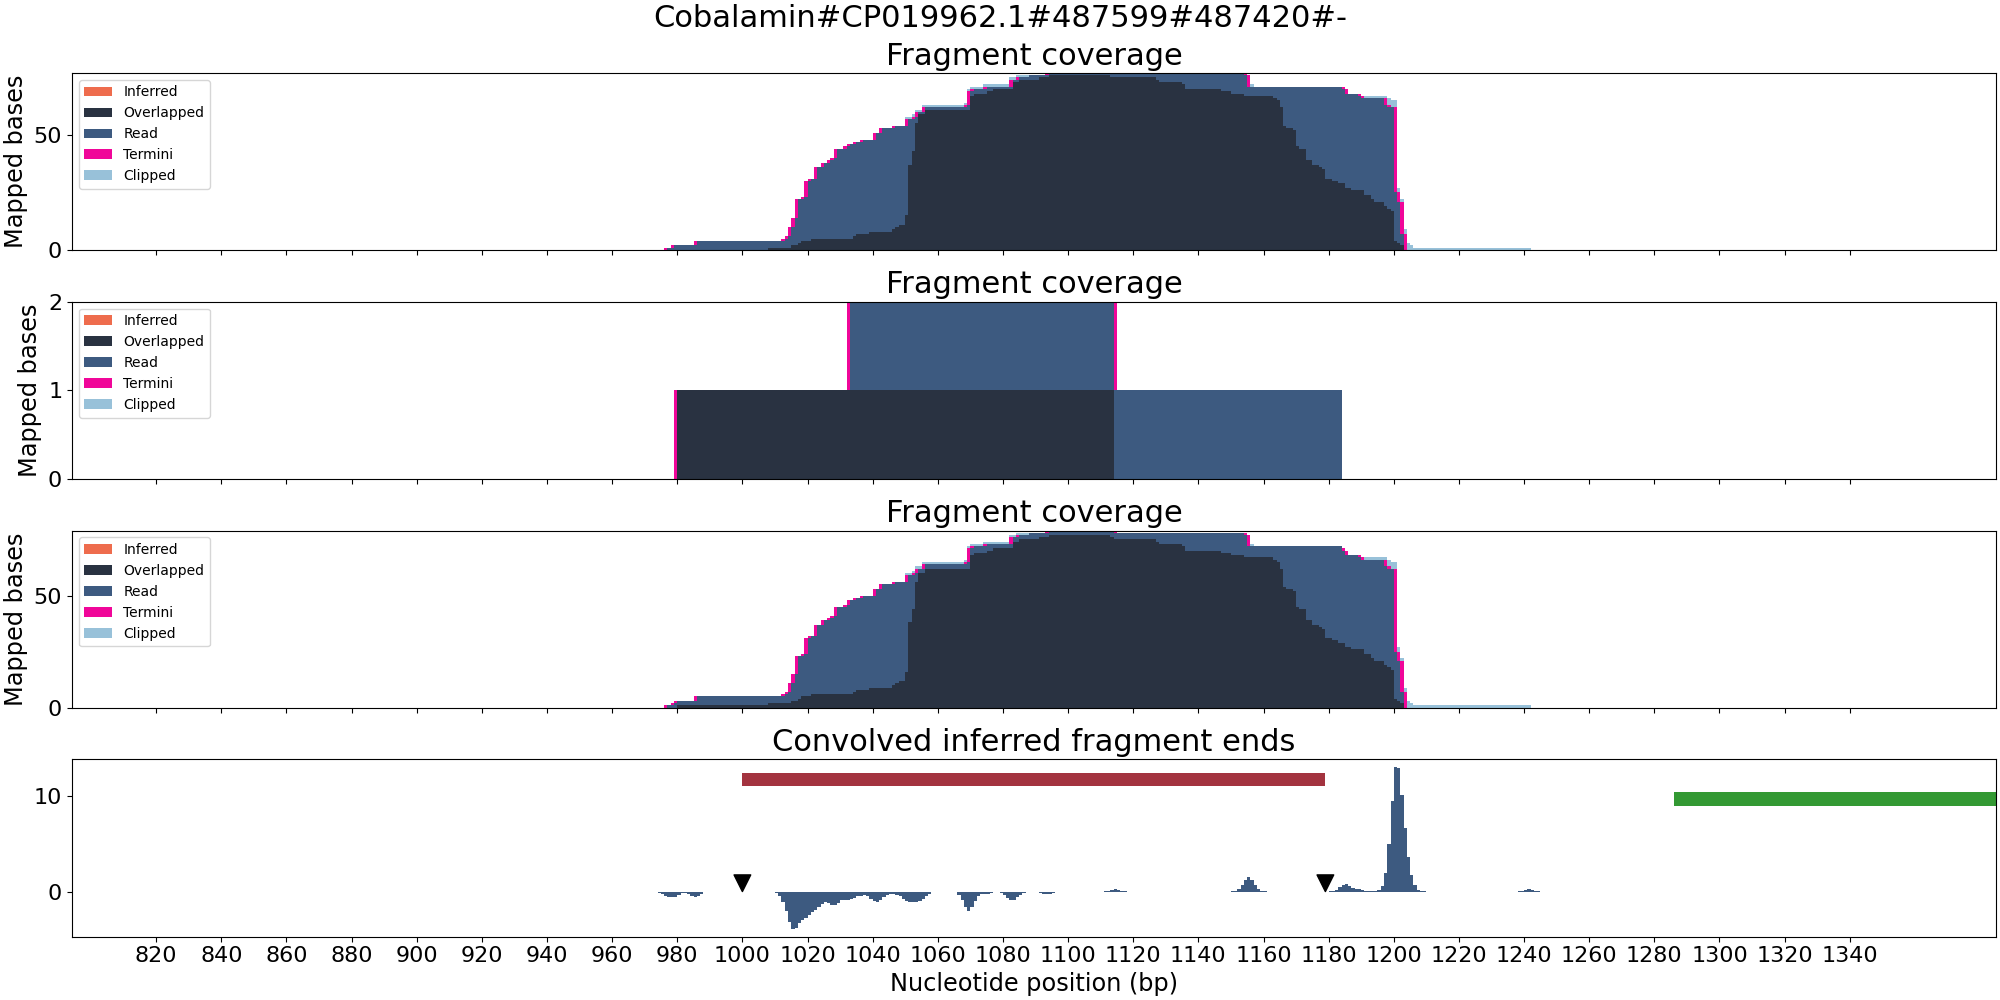 Cobalamin#CP019962.1#487599#487420#-
Fragment coverage
Mapped bases
50
0
Inferred
Overlapped
Read
Termini
Clipped
Fragment coverage
Mapped bases
2
1
0
Inferred
Overlapped
Read
Termini
Clipped
Fragment coverage
Mapped bases
50
0
Inferred
Overlapped
Read
Termini
Clipped
Convolved inferred fragment ends
10
0
820 840 860 880 900 920 940 960 980 1000 1020 1040 1060 1080 1100 1120 1140 1160 1180 1200 1220 1240 1260 1280 1300 1320 1340
Nucleotide position (bp)